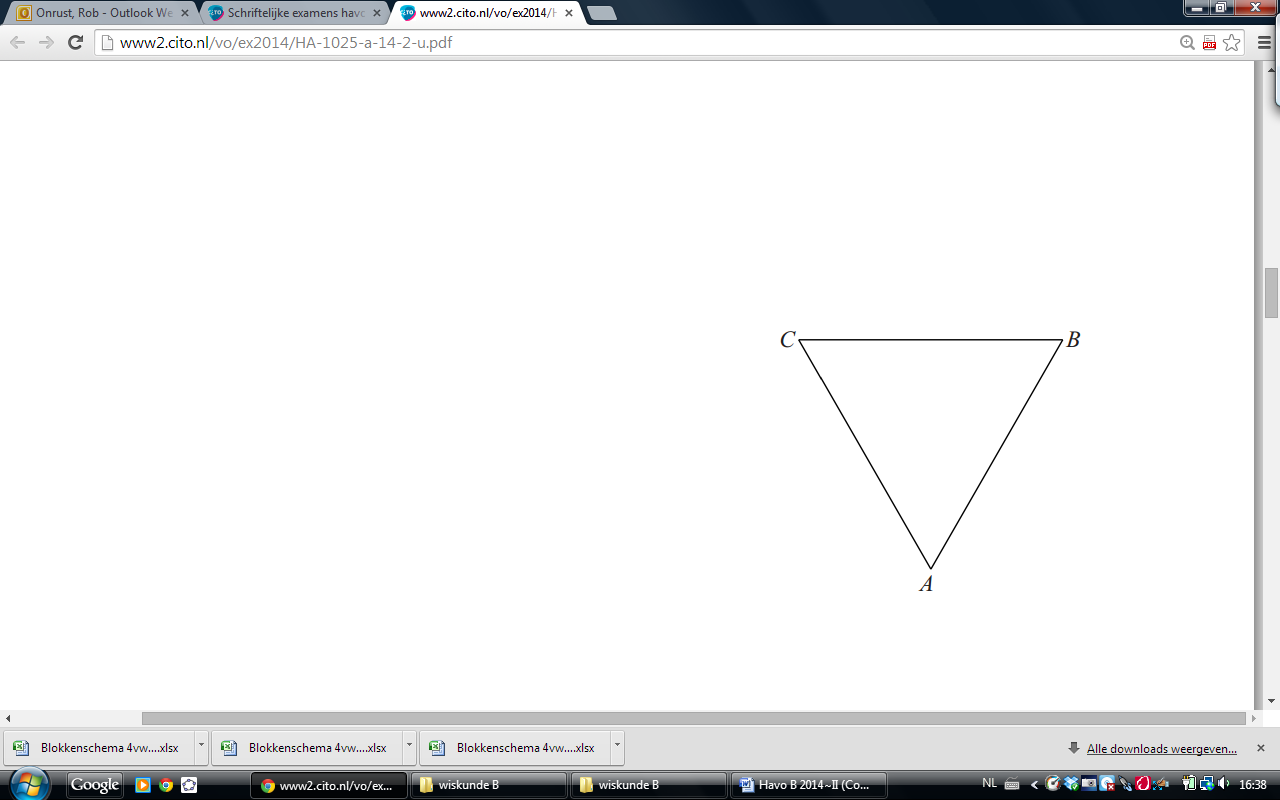 Onrust, Rob - Outlook We
Schriftelijke examens havo
www2.cito.nl/vo/ex2014/H
www2.cito.nl/vo/ex2014/HA-1025-a-14-2-u.pdf
C
B
A
Blokkenschema 4vw....xlsx
Blokkenschema 4vw....xlsx
Blokkenschema 4vw....xlsx
Alle downloads weergeven...
Google
www2.cito.nl/vo/ex...
wiskunde B
wiskunde B
Havo B 2014~II (Co...
NL
16:38